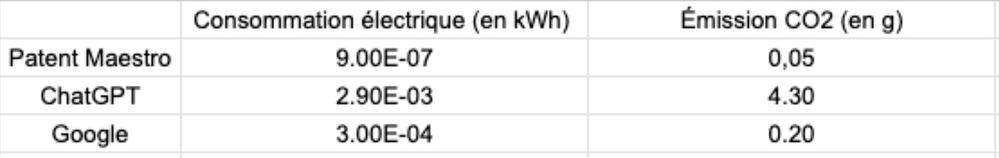 Consommation électrique (en kWh) Émission CO2 (en g)
Patent Maestro 9.00E-07 0,05
ChatGPT 2.90E-03 4.30
Google 3.00E-04 0.20